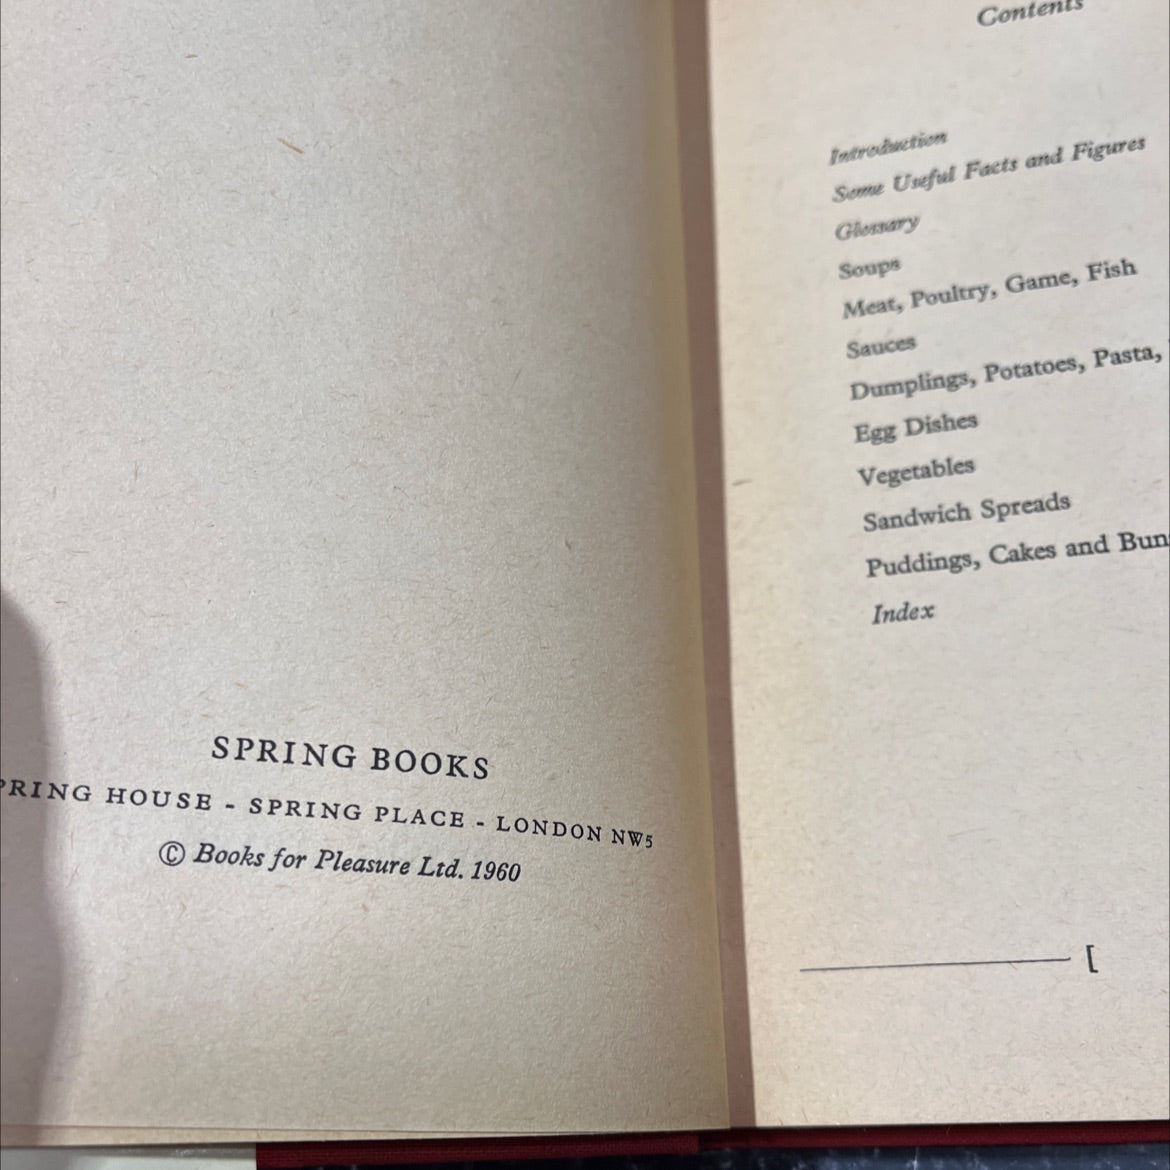 SPRING BOOKS
PRING HOUSE - SPRING PLACE - LONDON NW5
© Books for Pleasure Ltd. 1960
Contents
Introduction
Some Useful Facts and Figures
Glossary
Soups
Meat, Poultry, Game, Fish
Sauces
Dumplings, Potatoes, Pasta,
Egg Dishes
Vegetables
Sandwich Spreads
Puddings, Cakes and Bun
Index
[